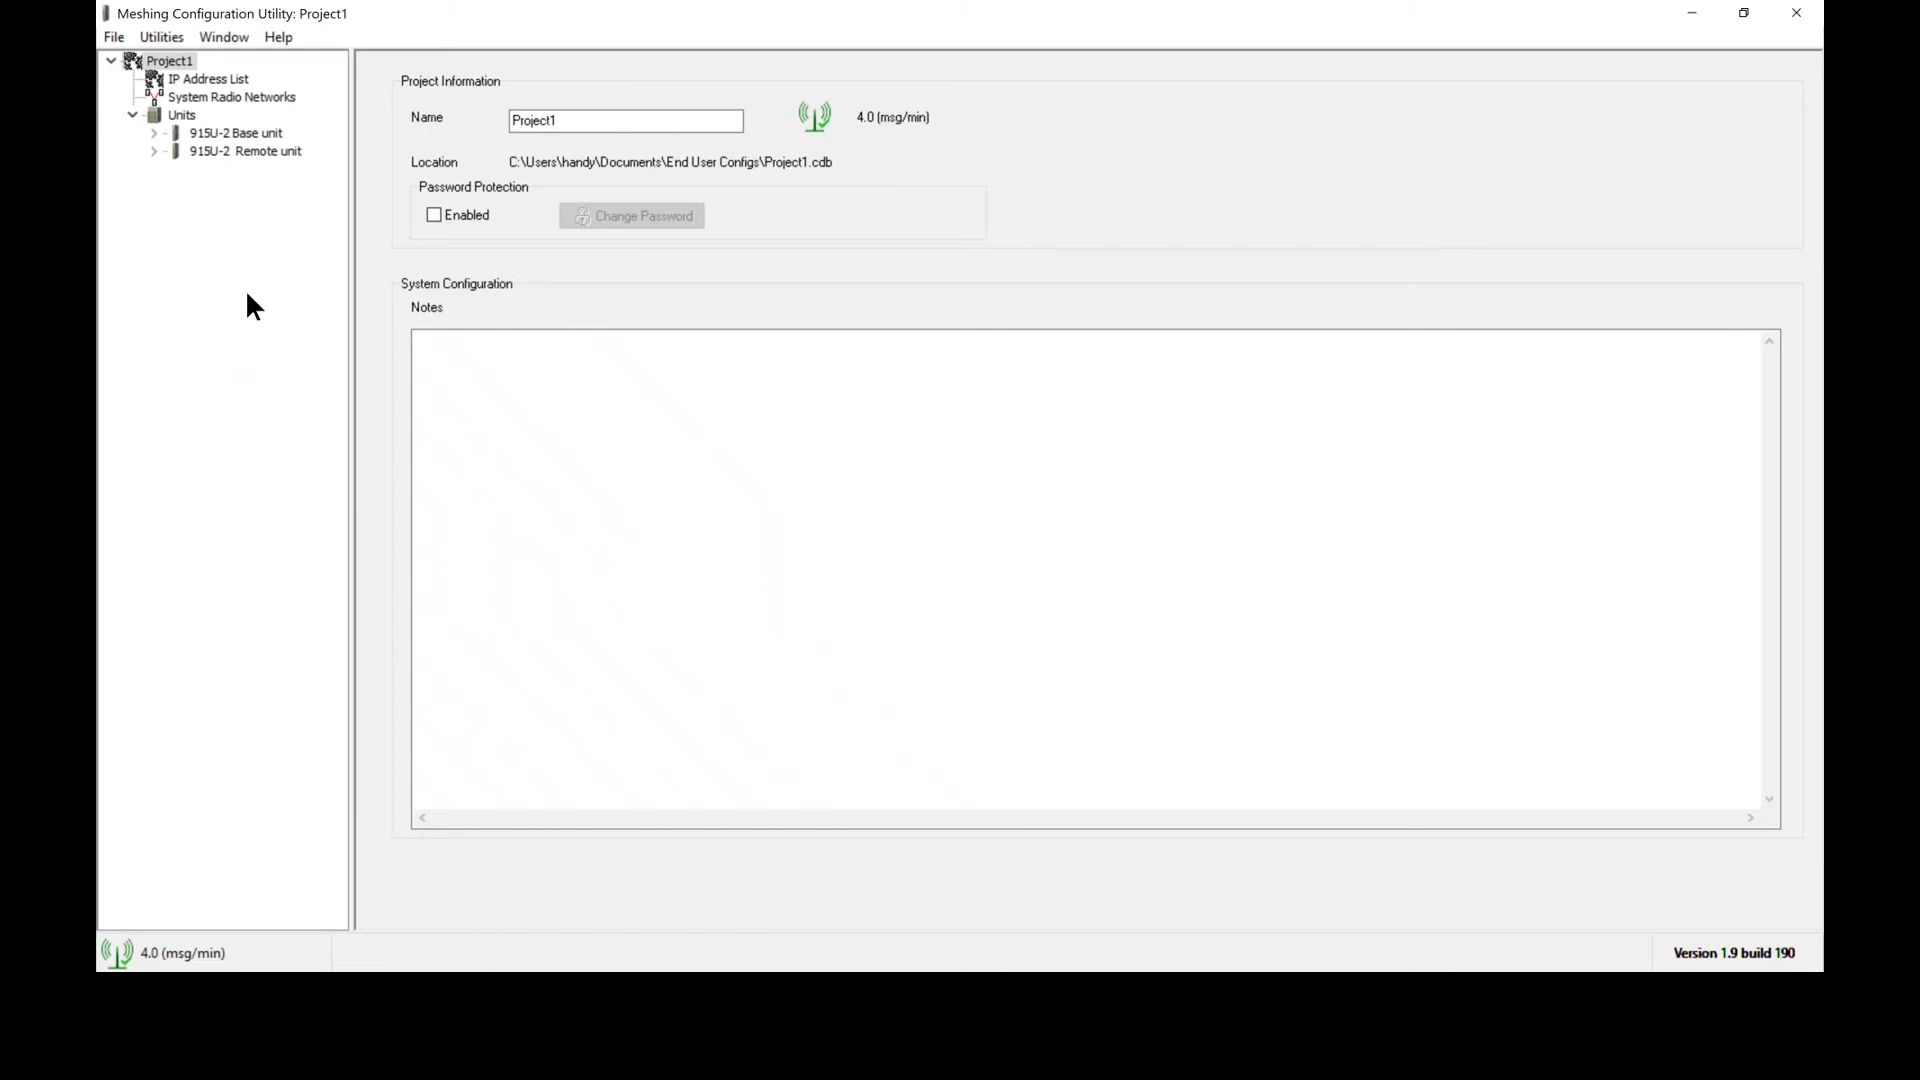 Meshing Configuration Utility: Project1
File Utilities Window Help
Project1
IP Address List
System Radio Networks
Units
915U-2 Base unit
915U-2 Remote unit
Project Information
Name Project1 4.0 (msg/min)
Location C:\Users\handy\Documents\End User Configs\Project1.cdb
Password Protection
Enabled Change Password
System Configuration
Notes
4.0 (msg/min) Version 1.9 build 190